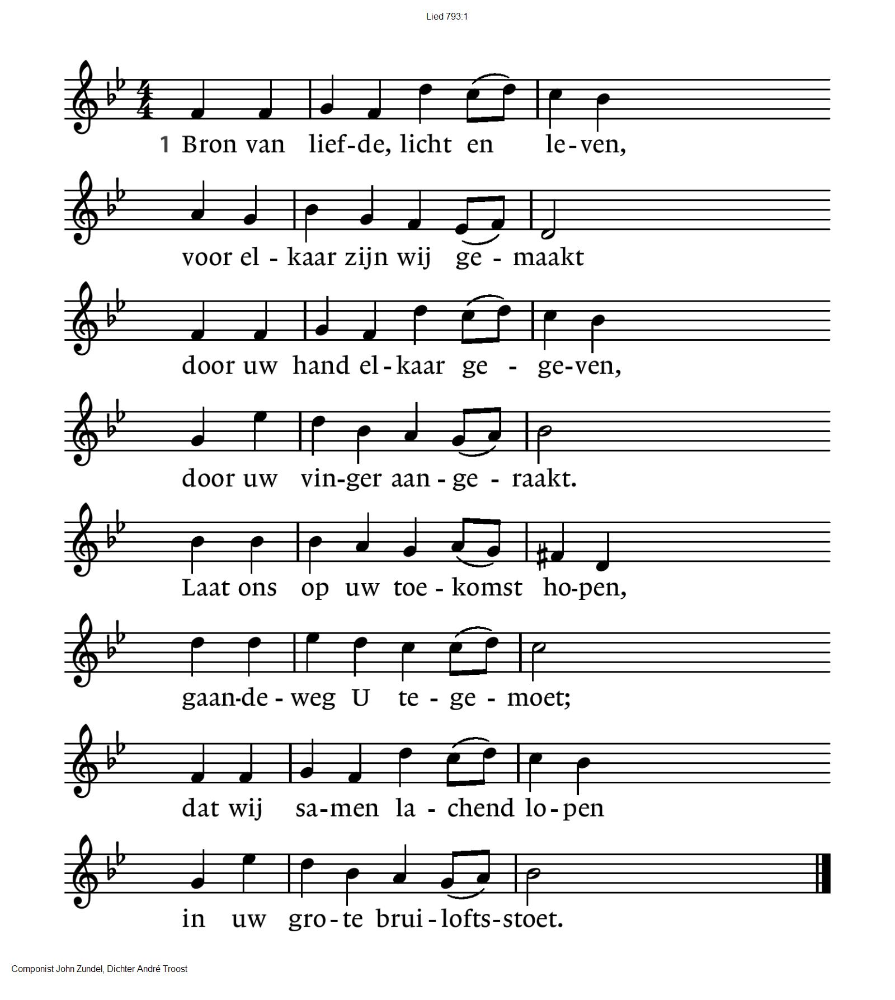 Lied 793:1
4
4
1 Bron van lief-de, licht en le-ven,
voor el - kaar zijn wij ge - maakt
door uw hand el-kaar ge - ge-ven,
door uw vin-ger aan - ge - raakt.
Laat ons op uw toe - komst ho-pen,
gaan-de - weg U te - ge - moet;
dat wij sa-men la - chend lo-pen
in uw gro-te brui-lofts-stoet.
Componist John Zundel, Dichter André Troost